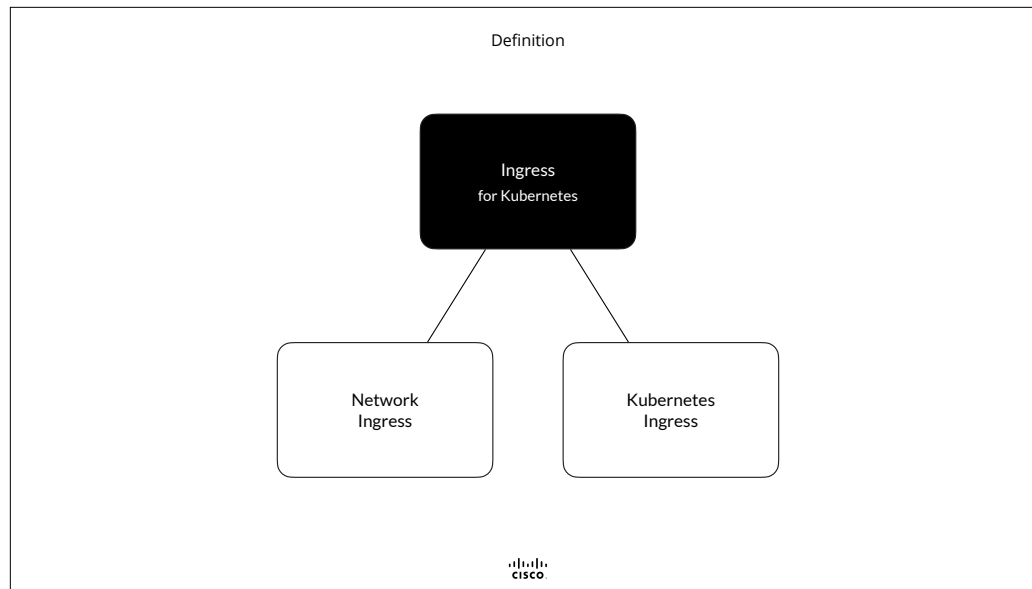 Definition
Ingress
for Kubernetes
Network
Ingress
Kubernetes
Ingress
CISCO